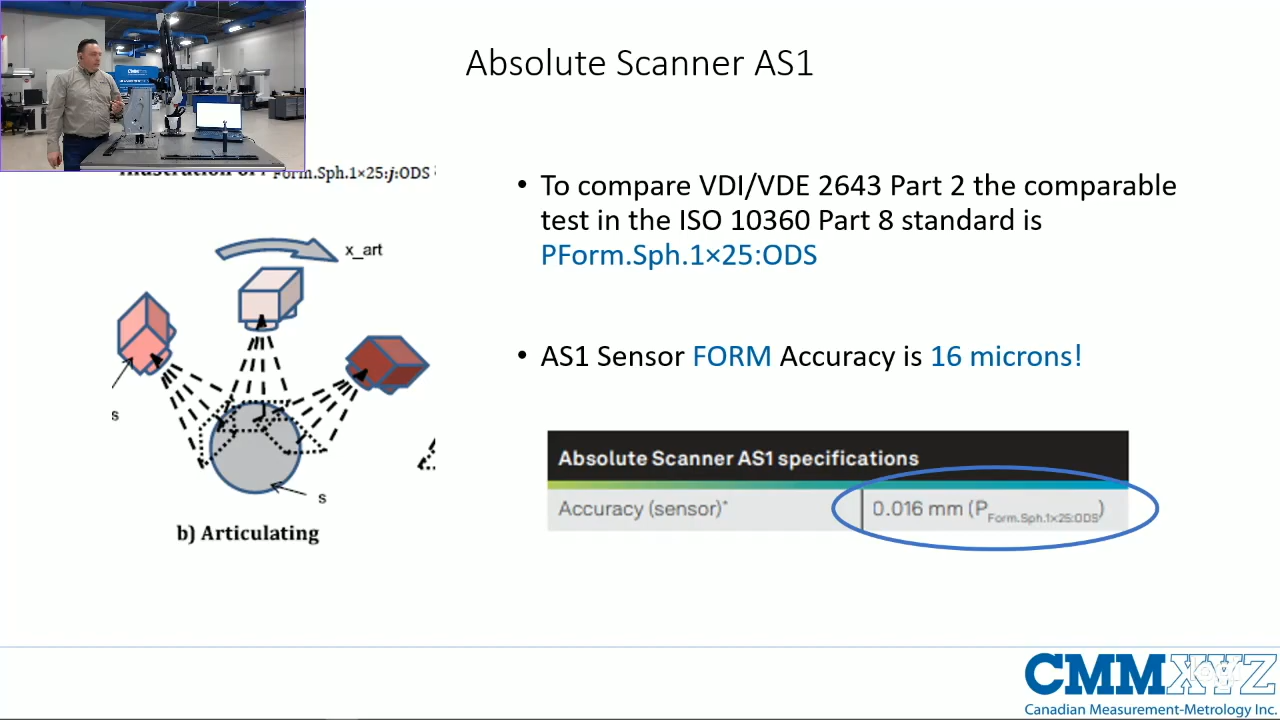 Absolute Scanner AS1
Form.Sph.1×25:j:ODS
• To compare VDI/VDE 2643 Part 2 the comparable
test in the ISO 10360 Part 8 standard is
PForm.Sph.1×25:ODS
x_art
• AS1 Sensor FORM Accuracy is 16 microns!
s
Absolute Scanner AS1 specifications
Accuracy (sensor)* 0.016 mm (PForm.Sph.1×25:ODS)
s
b) Articulating
CMMXYZ
Canadian Measurement-Metrology Inc.